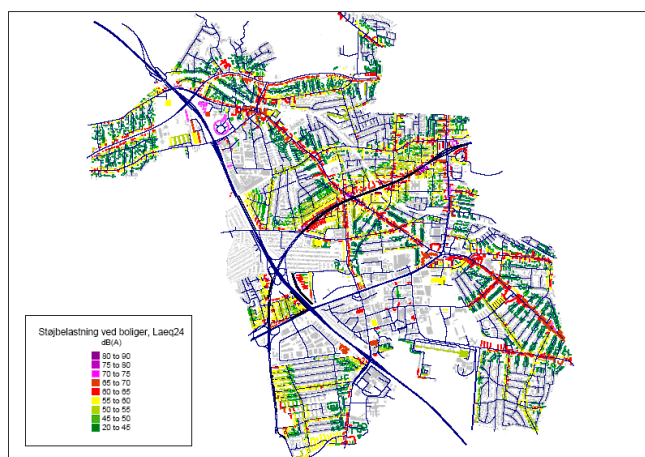 Støjbelastning ved boliger, Laeq24
dB(A)
80 to 90
75 to 80
70 to 75
65 to 70
60 to 65
55 to 60
50 to 55
45 to 50
20 to 45